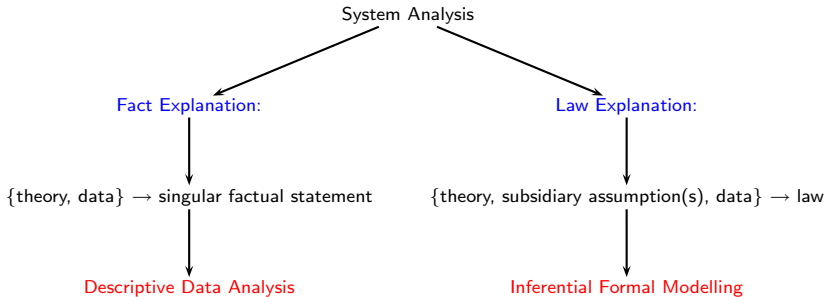 System Analysis
Fact Explanation:
Law Explanation:
{theory, data} → singular factual statement
{theory, subsidiary assumption(s), data} → law
Descriptive Data Analysis
Inferential Formal Modelling